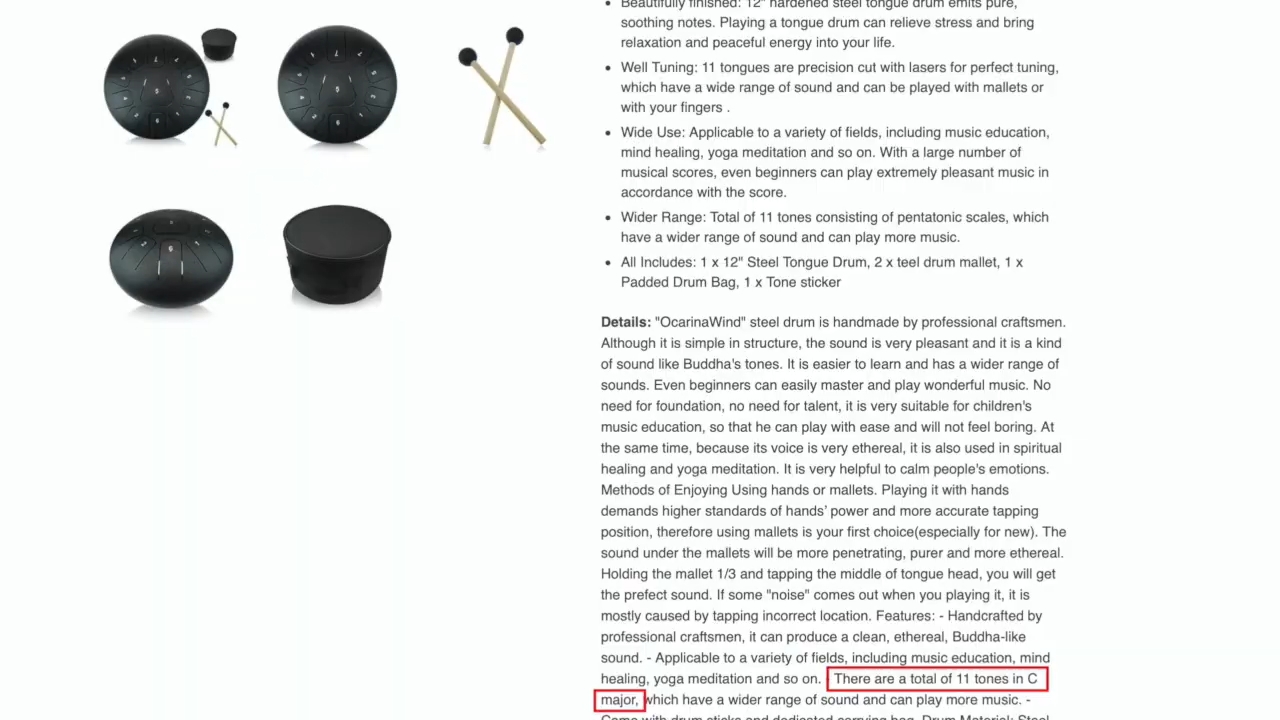 Beautifully finished: 12" hardened steel tongue drum emits pure,
soothing notes. Playing a tongue drum can relieve stress and bring
relaxation and peaceful energy into your life.
Well Tuning: 11 tongues are precision cut with lasers for perfect tuning,
which have a wide range of sound and can be played with mallets or
with your fingers .
Wide Use: Applicable to a variety of fields, including music education,
mind healing, yoga meditation and so on. With a large number of
musical scores, even beginners can play extremely pleasant music in
accordance with the score.
Wider Range: Total of 11 tones consisting of pentatonic scales, which
have a wider range of sound and can play more music.
All Includes: 1 x 12" Steel Tongue Drum, 2 x teel drum mallet, 1 x
Padded Drum Bag, 1 x Tone sticker
Details: "OcarinaWind" steel drum is handmade by professional craftsmen.
Although it is simple in structure, the sound is very pleasant and it is a kind
of sound like Buddha's tones. It is easier to learn and has a wider range of
sounds. Even beginners can easily master and play wonderful music. No
need for foundation, no need for talent, it is very suitable for children's
music education, so that he can play with ease and will not feel boring. At
the same time, because its voice is very ethereal, it is also used in spiritual
healing and yoga meditation. It is very helpful to calm people's emotions.
Methods of Enjoying Using hands or mallets. Playing it with hands
demands higher standards of hands' power and more accurate tapping
position, therefore using mallets is your first choice(especially for new). The
sound under the mallets will be more penetrating, purer and more ethereal.
Holding the mallet 1/3 and tapping the middle of tongue head, you will get
the prefect sound. If some "noise" comes out when you playing it, it is
mostly caused by tapping incorrect location. Features: - Handcrafted by
professional craftsmen, it can produce a clean, ethereal, Buddha-like
sound. - Applicable to a variety of fields, including music education, mind
healing, yoga meditation and so on. - There are a total of 11 tones in C
major, which have a wider range of sound and can play more music. -
Come with drum sticks and dedicated carrying bag. Drum Material: Steel